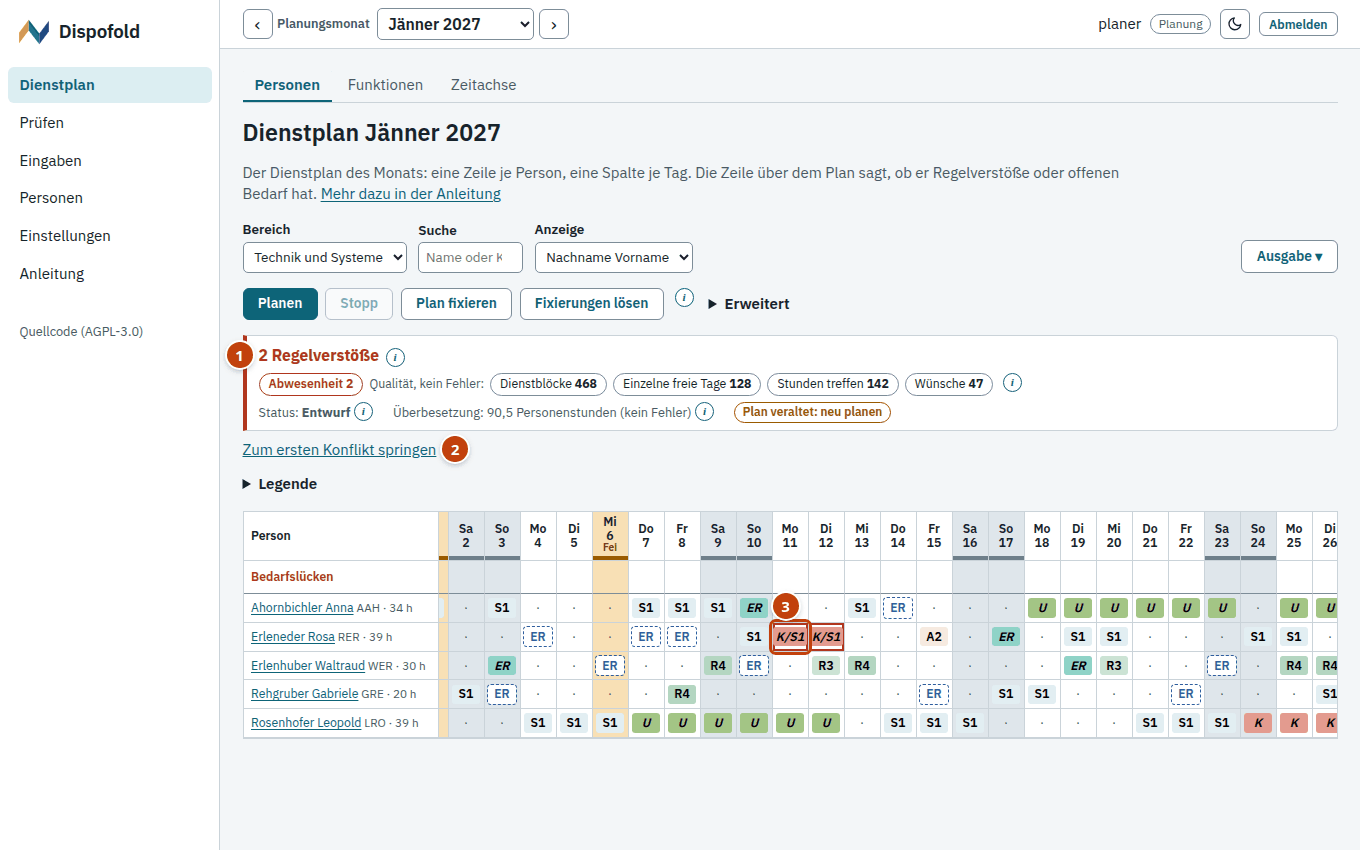 Dispofold
‹ Planungsmonat Jänner 2027 ›
planer Planung Abmelden
Dienstplan
Prüfen
Eingaben
Personen
Einstellungen
Anleitung
Quellcode (AGPL-3.0)
Personen Funktionen Zeitachse
Dienstplan Jänner 2027
Der Dienstplan des Monats: eine Zeile je Person, eine Spalte je Tag. Die Zeile über dem Plan sagt, ob er Regelverstöße oder offenen
Bedarf hat. Mehr dazu in der Anleitung
Bereich Suche Anzeige
Technik und Systeme Name oder K Nachname Vorname Ausgabe ▾
Planen Stopp Plan fixieren Fixierungen lösen i ▶ Erweitert
1 2 Regelverstöße i
Abwesenheit 2 Qualität, kein Fehler: Dienstblöcke 468 Einzelne freie Tage 128 Stunden treffen 142 Wünsche 47 i
Status: Entwurf i Überbesetzung: 90,5 Personenstunden (kein Fehler) i Plan veraltet: neu planen
Zum ersten Konflikt springen 2
▶ Legende
Person Sa 2 So 3 Mo 4 Di 5 Mi 6 Fei Do 7 Fr 8 Sa 9 So 10 Mo 11 Di 12 Mi 13 Do 14 Fr 15 Sa 16 So 17 Mo 18 Di 19 Mi 20 Do 21 Fr 22 Sa 23 So 24 Mo 25 Di 26
Bedarfslücken
3
Ahornbichler Anna AAH · 34 h · S1 · · · S1 S1 S1 ER · S1 ER · · · U U U U U U · U U
Erleneder Rosa RER · 39 h · · ER · · ER ER · S1 K/S1 K/S1 · · A2 · ER · S1 S1 · · · S1 S1 ·
Erlenhuber Waltraud WER · 30 h · ER · · ER · · R4 ER · R3 R4 · · · · · ER R3 · · ER · R4 R4
Rehgruber Gabriele GRE · 20 h S1 ER · · · · R4 · · · · · · ER · S1 S1 · · · ER · · · S1
Rosenhofer Leopold LRO · 39 h · · S1 S1 S1 U U U U U U · S1 S1 S1 · · · · S1 S1 S1 K K K